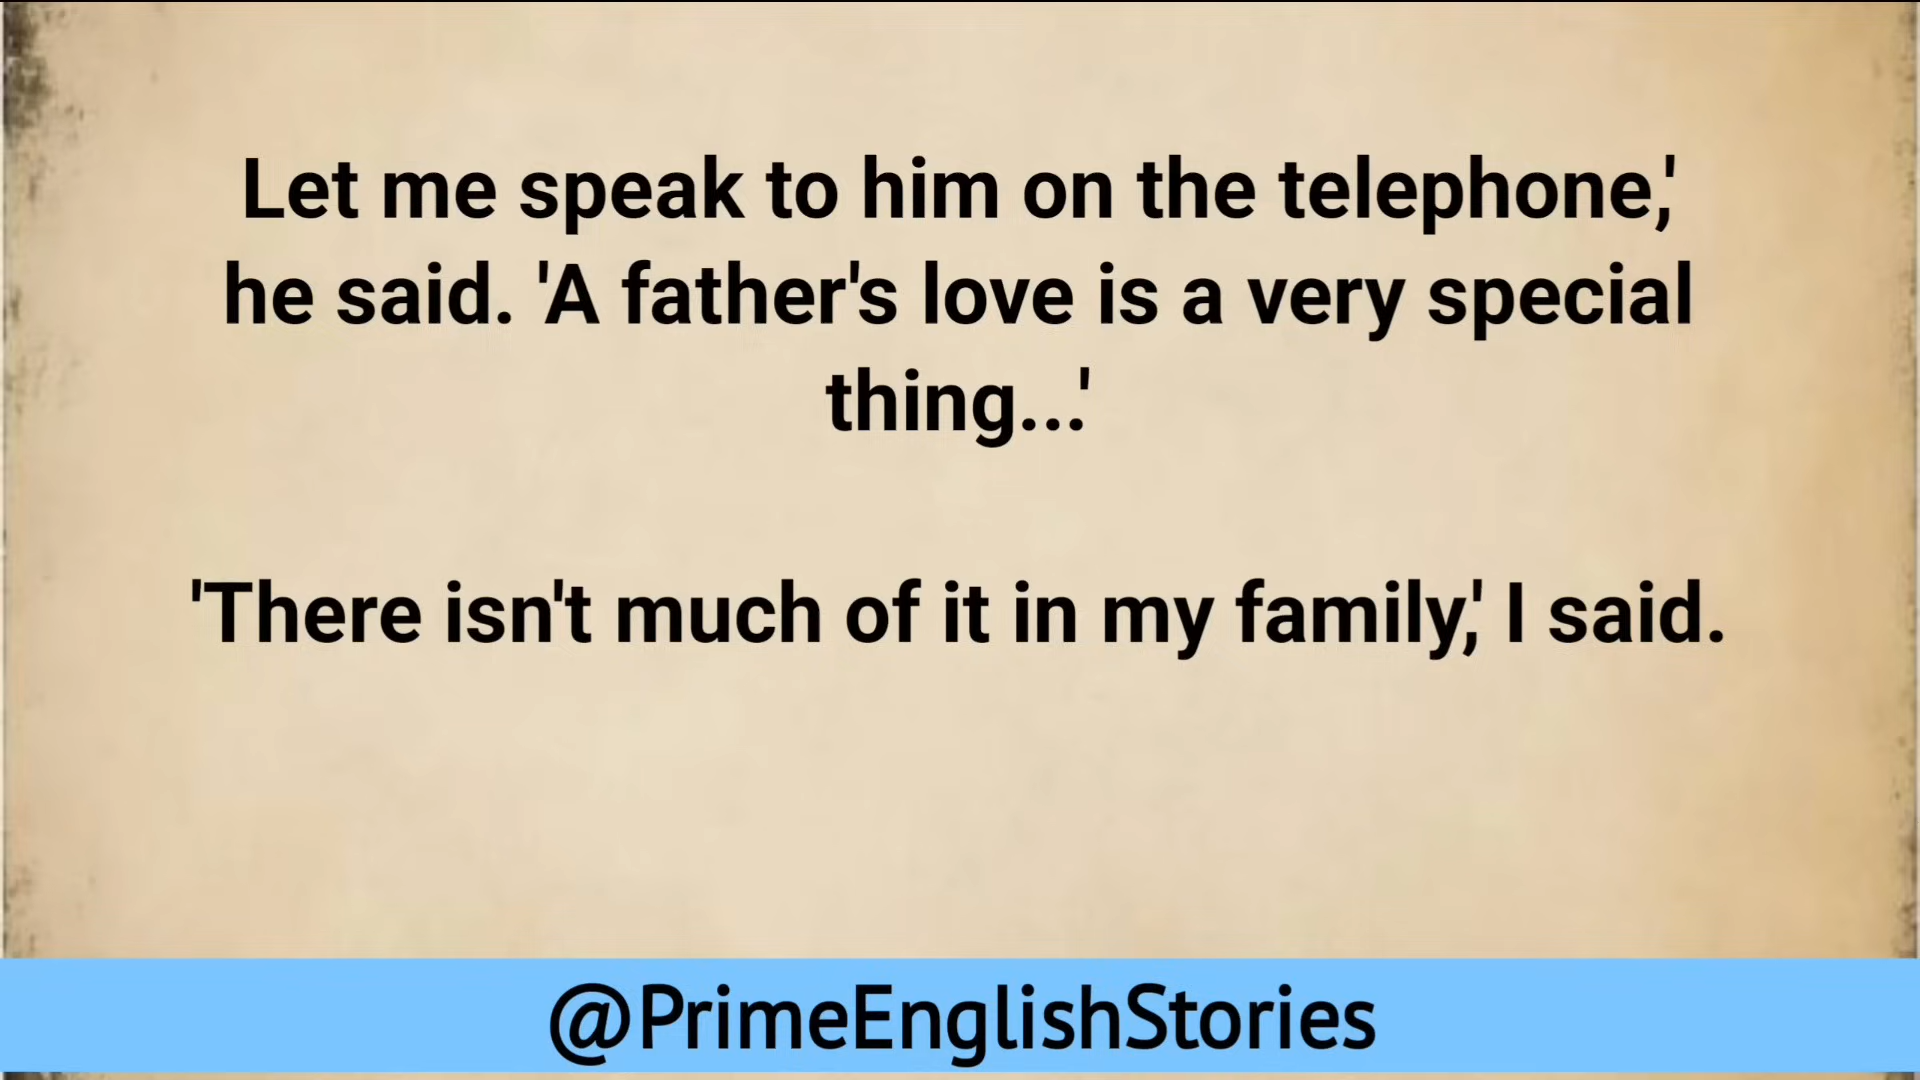 Let me speak to him on the telephone,'
he said. 'A father's love is a very special
thing...'
'There isn't much of it in my family,' I said.
@PrimeEnglishStories